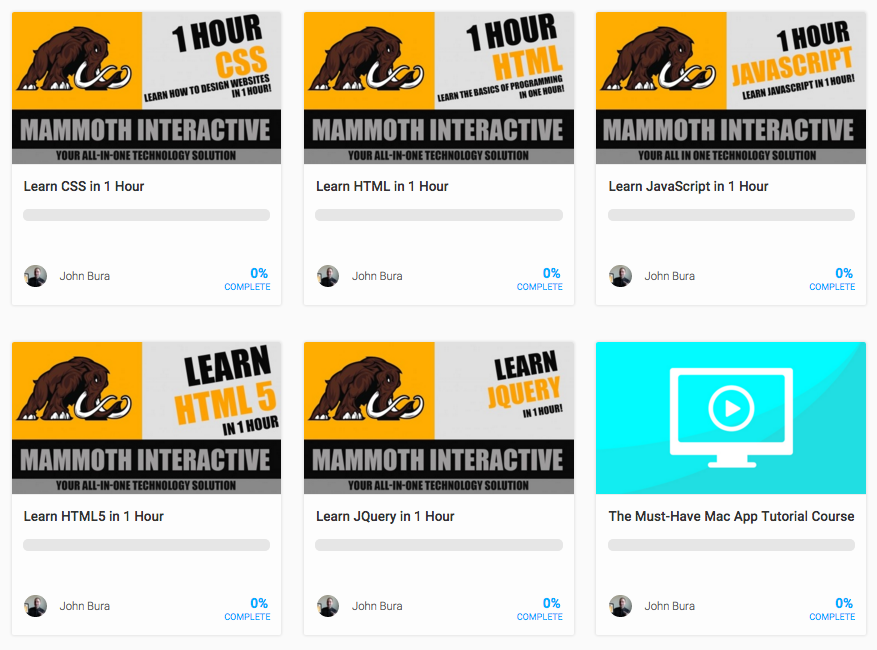 1 HOUR
CSS
LEARN HOW TO DESIGN WEBSITES
IN 1 HOUR!
MAMMOTH INTERACTIVE
YOUR ALL-IN-ONE TECHNOLOGY SOLUTION
Learn CSS in 1 Hour
John Bura
0%
COMPLETE
1 HOUR
HTML
LEARN THE BASICS OF PROGRAMMING
IN ONE HOUR!
MAMMOTH INTERACTIVE
YOUR ALL-IN-ONE TECHNOLOGY SOLUTION
Learn HTML in 1 Hour
John Bura
0%
COMPLETE
1 HOUR
JAVASCRIPT
LEARN JAVASCRIPT IN 1 HOUR!
MAMMOTH INTERACTIVE
YOUR ALL IN ONE TECHNOLOGY SOLUTION
Learn JavaScript in 1 Hour
John Bura
0%
COMPLETE
LEARN
HTML 5
IN 1 HOUR
MAMMOTH INTERACTIVE
YOUR ALL-IN-ONE TECHNOLOGY SOLUTION
Learn HTML5 in 1 Hour
John Bura
0%
COMPLETE
LEARN
JQUERY
IN 1 HOUR!
MAMMOTH INTERACTIVE
YOUR ALL-IN-ONE TECHNOLOGY SOLUTION
Learn JQuery in 1 Hour
John Bura
0%
COMPLETE
The Must-Have Mac App Tutorial Course
John Bura
0%
COMPLETE